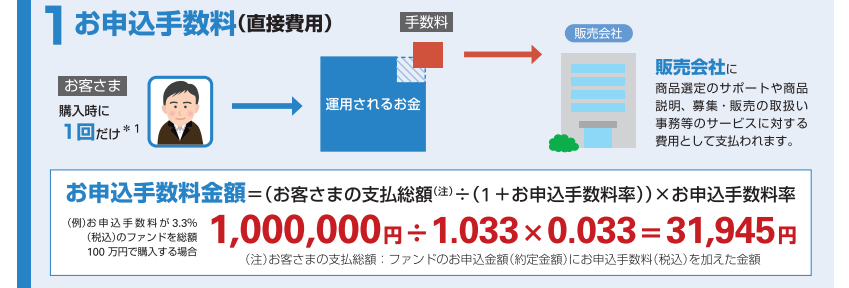 1 お申込手数料(直接費用)
手数料
販売会社
お客さま
購入時に
1回だけ＊1
運用されるお金
販売会社に
商品選定のサポートや商品
説明、募集・販売の取扱い
事務等のサービスに対する
費用として支払われます。
お申込手数料金額＝(お客さまの支払総額(注)÷(1＋お申込手数料率))×お申込手数料率
(例)お申込手数料が3.3%
(税込)のファンドを総額
100万円で購入する場合
1,000,000円÷1.033×0.033＝31,945円
(注)お客さまの支払総額：ファンドのお申込金額(約定金額)にお申込手数料(税込)を加えた金額